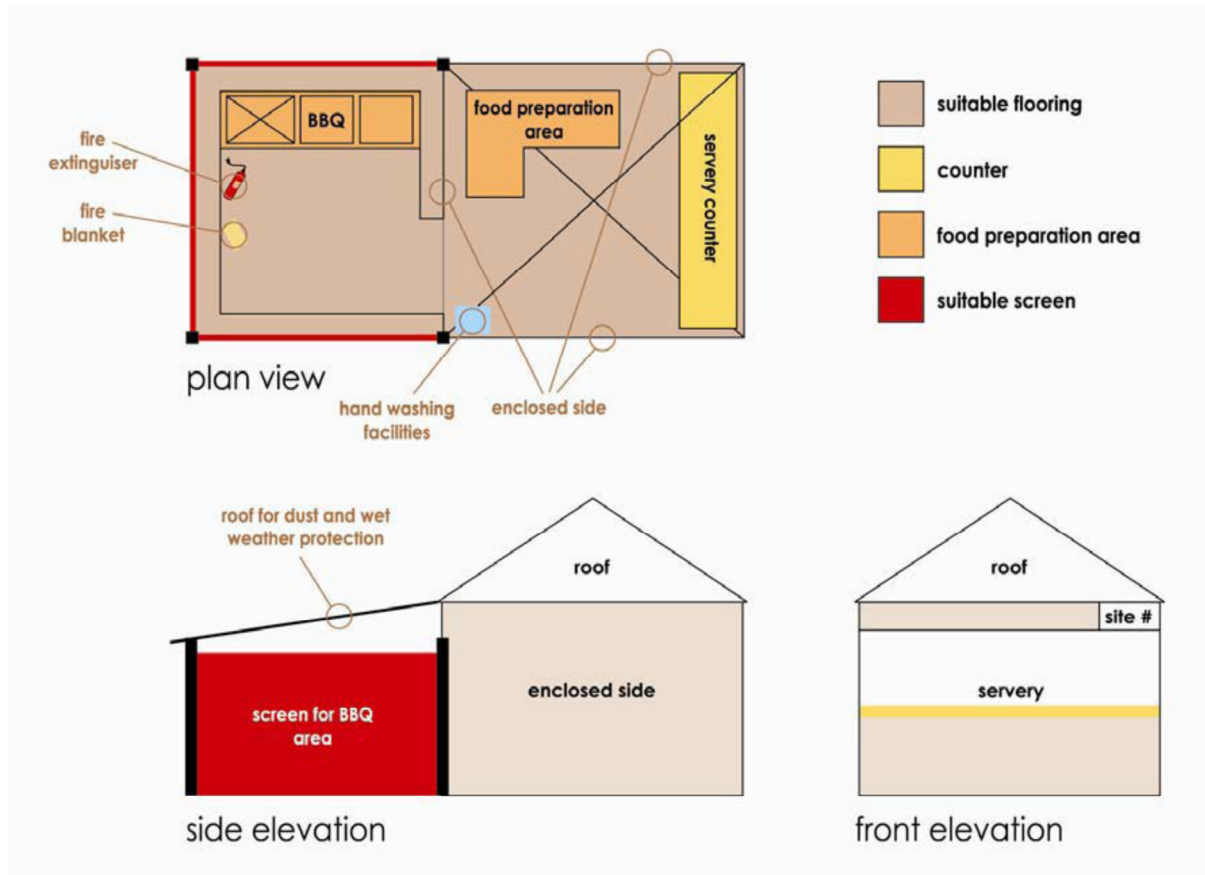 fire
extinguiser
fire
blanket
BBQ
food preparation
area
servery counter
suitable flooring
counter
food preparation area
suitable screen
plan view
hand washing
facilities
enclosed side
roof for dust and wet
weather protection
roof
screen for BBQ
area
enclosed side
side elevation
roof
site #
servery
front elevation